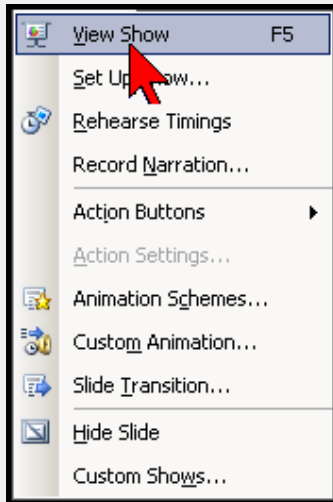 View Show F5
Set Up
Rehearse Timings
Record Narration...
Action Buttons
Action Settings...
Animation Schemes...
Custom Animation...
Slide Transition...
Hide Slide
Custom Shows...